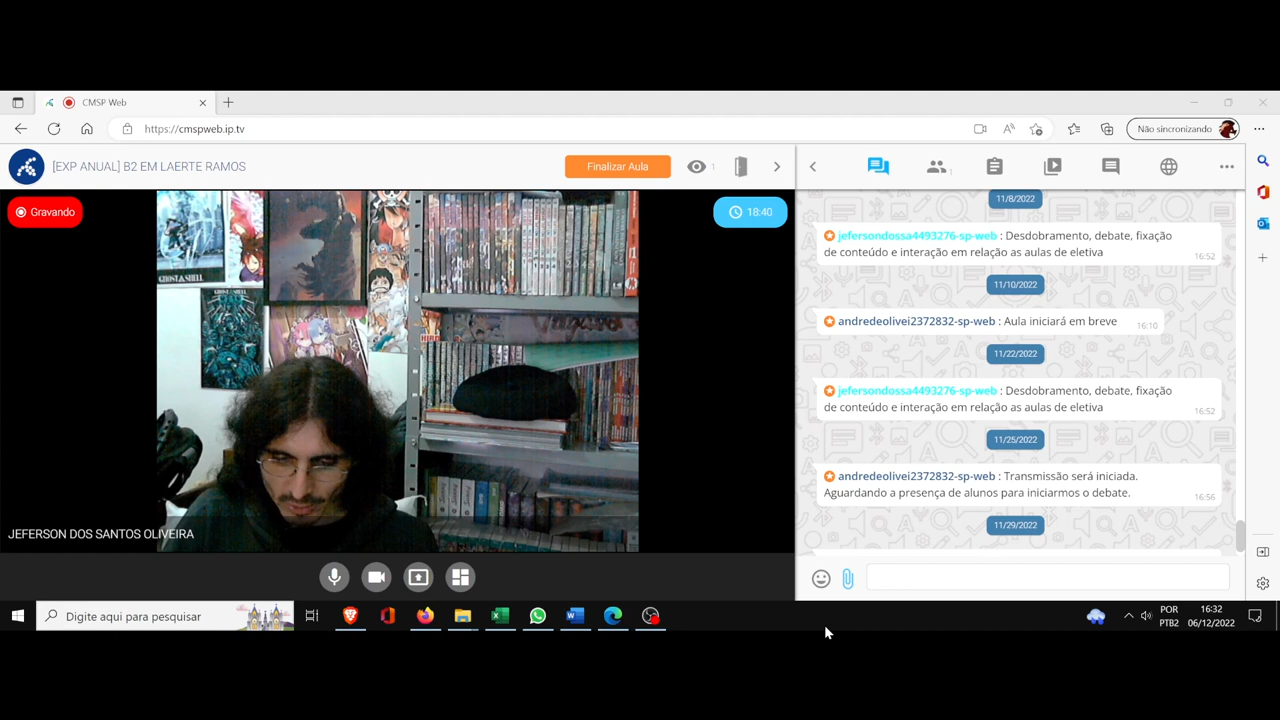 CMSP Web
https://cmspweb.ip.tv
Não sincronizando
[EXP ANUAL] B2 EM LAERTE RAMOS
Finalizar Aula
1
Gravando
18:40
GHOST & SHELL
HIRO
JEFERSON DOS SANTOS OLIVEIRA
11/8/2022
jefersondossa4493276-sp-web : Desdobramento, debate, fixação
de conteúdo e interação em relação as aulas de eletiva
16:52
11/10/2022
andredeolivei2372832-sp-web : Aula iniciará em breve
16:10
11/22/2022
jefersondossa4493276-sp-web : Desdobramento, debate, fixação
de conteúdo e interação em relação as aulas de eletiva
16:52
11/25/2022
andredeolivei2372832-sp-web : Transmissão será iniciada.
Aguardando a presença de alunos para iniciarmos o debate.
16:56
11/29/2022
Digite aqui para pesquisar
POR
PTB2
16:32
06/12/2022